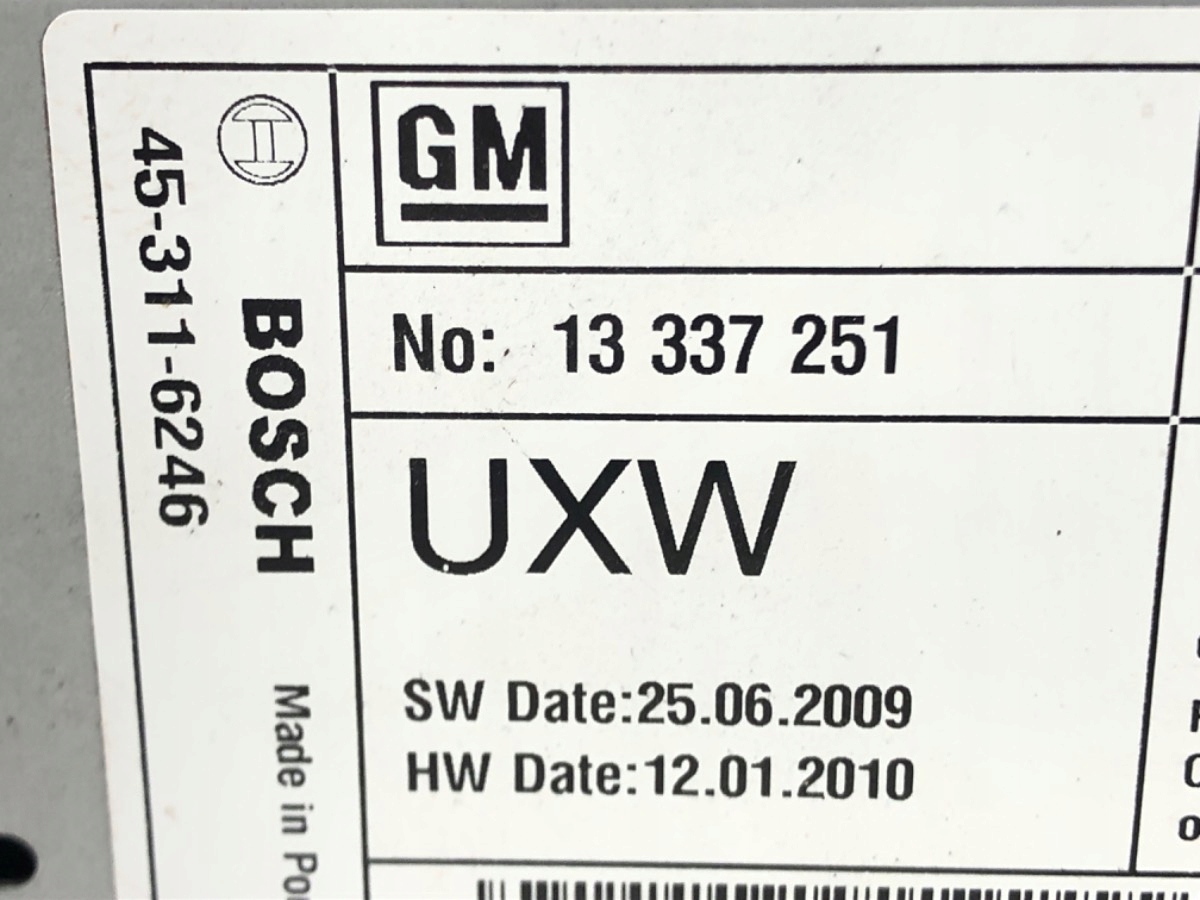 45-311-6246
BOSCH
Made in
GM
No: 13 337 251
UXW
SW Date:25.06.2009
HW Date:12.01.2010